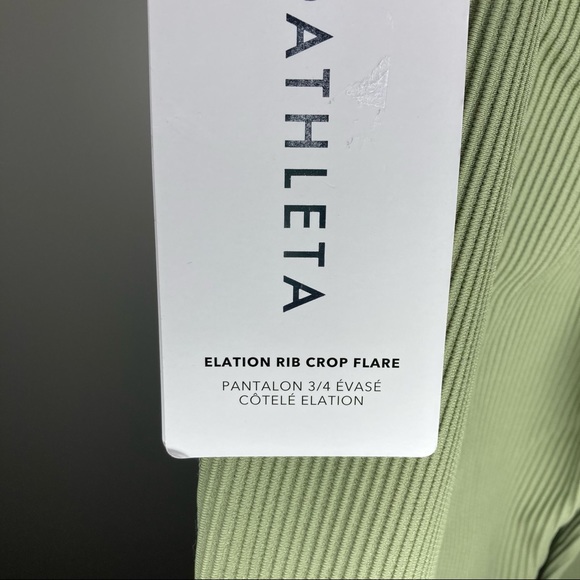 ATHLETA
ELATION RIB CROP FLARE
PANTALON 3/4 ÉVASÉ
CÔTELÉ ELATION